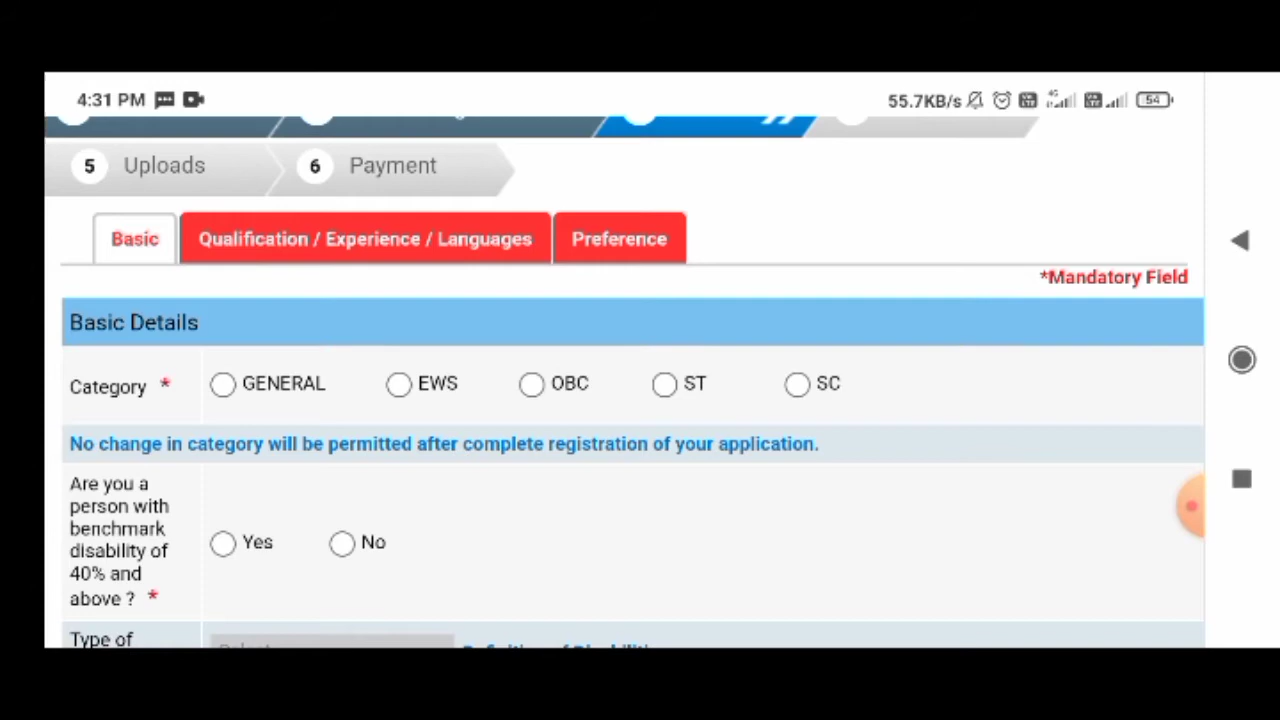 4:31 PM
55.7KB/s
4G
54
5 Uploads
6 Payment
Basic
Qualification / Experience / Languages
Preference
*Mandatory Field
Basic Details
Category *
GENERAL
EWS
OBC
ST
SC
No change in category will be permitted after complete registration of your application.
Are you a
person with
benchmark
disability of
40% and
above ? *
Yes
No
Type of